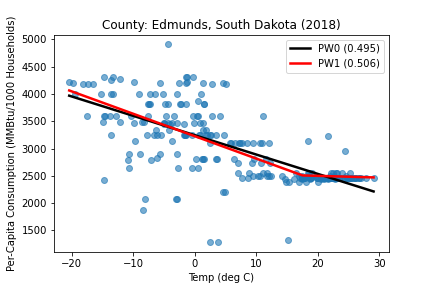 County: Edmunds, South Dakota (2018)
PW0 (0.495)
PW1 (0.506)
Per-Capita Consumption (MMBtu/1000 Households)
5000
4500
4000
3500
3000
2500
2000
1500
−20
−10
0
10
20
30
Temp (deg C)